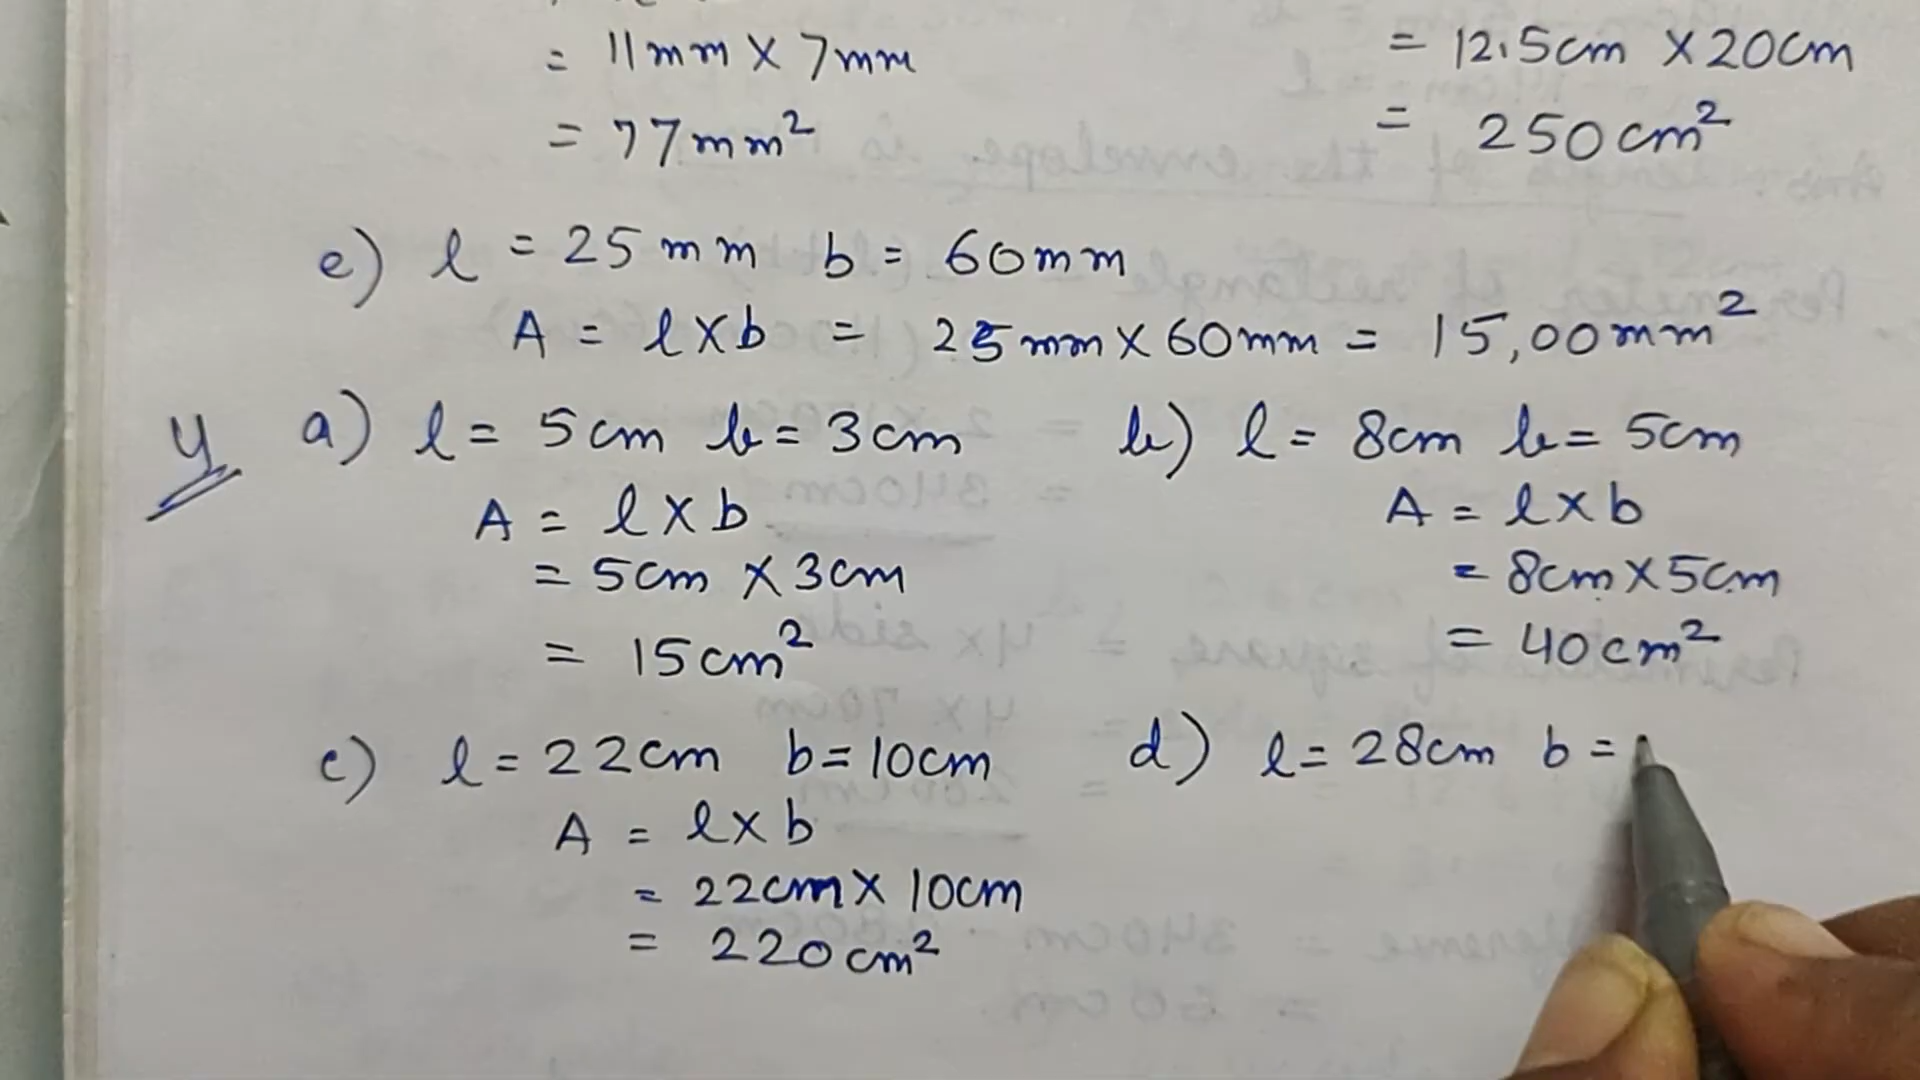 = 11mm × 7mm
= 77mm²
= 12.5cm × 20cm
= 250cm²
e) l = 25mm b = 60mm
A = l×b = 25mm × 60mm = 15,00mm²
4 a) l = 5cm b = 3cm
A = l×b
= 5cm × 3cm
= 15cm²
b) l = 8cm b = 5cm
A = l×b
= 8cm × 5cm
= 40cm²
c) l = 22cm b = 10cm
A = l×b
= 22cm × 10cm
= 220cm²
d) l = 28cm b =